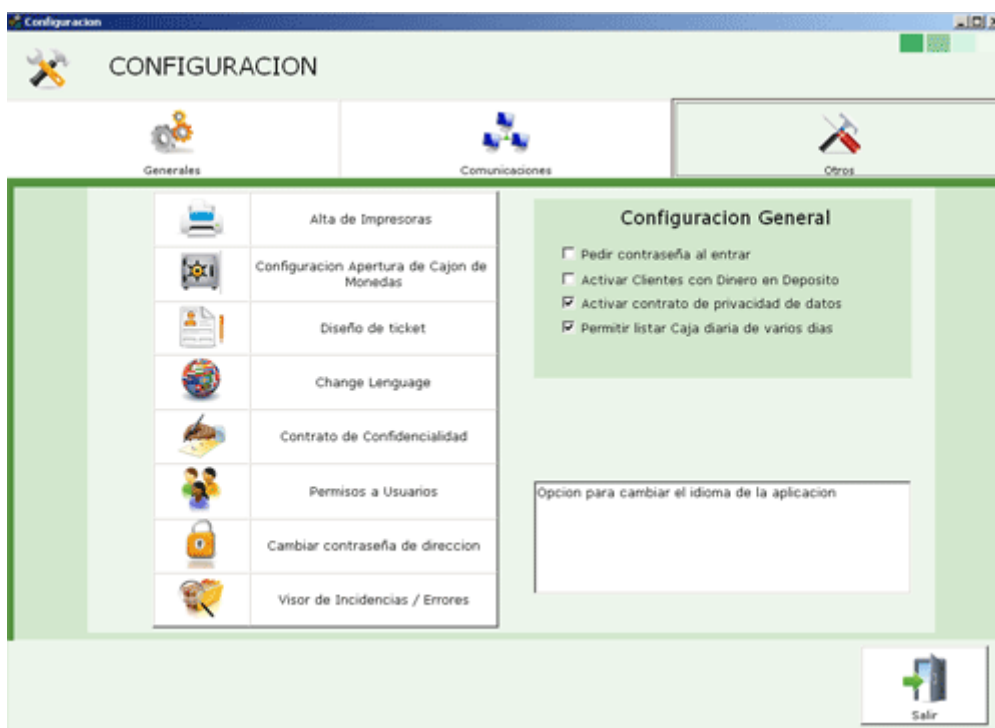 Configuracion
CONFIGURACION
Generales
Comunicaciones
Otros
Alta de Impresoras
Configuracion Apertura de Cajon de
Monedas
Diseño de ticket
Change Lenguage
Contrato de Confidencialidad
Permisos a Usuarios
Cambiar contraseña de direccion
Visor de Incidencias / Errores
Configuracion General
Pedir contraseña al entrar
Activar Clientes con Dinero en Deposito
Activar contrato de privacidad de datos
Permitir listar Caja diaria de varios dias
Opcion para cambiar el idioma de la aplicacion
Salir